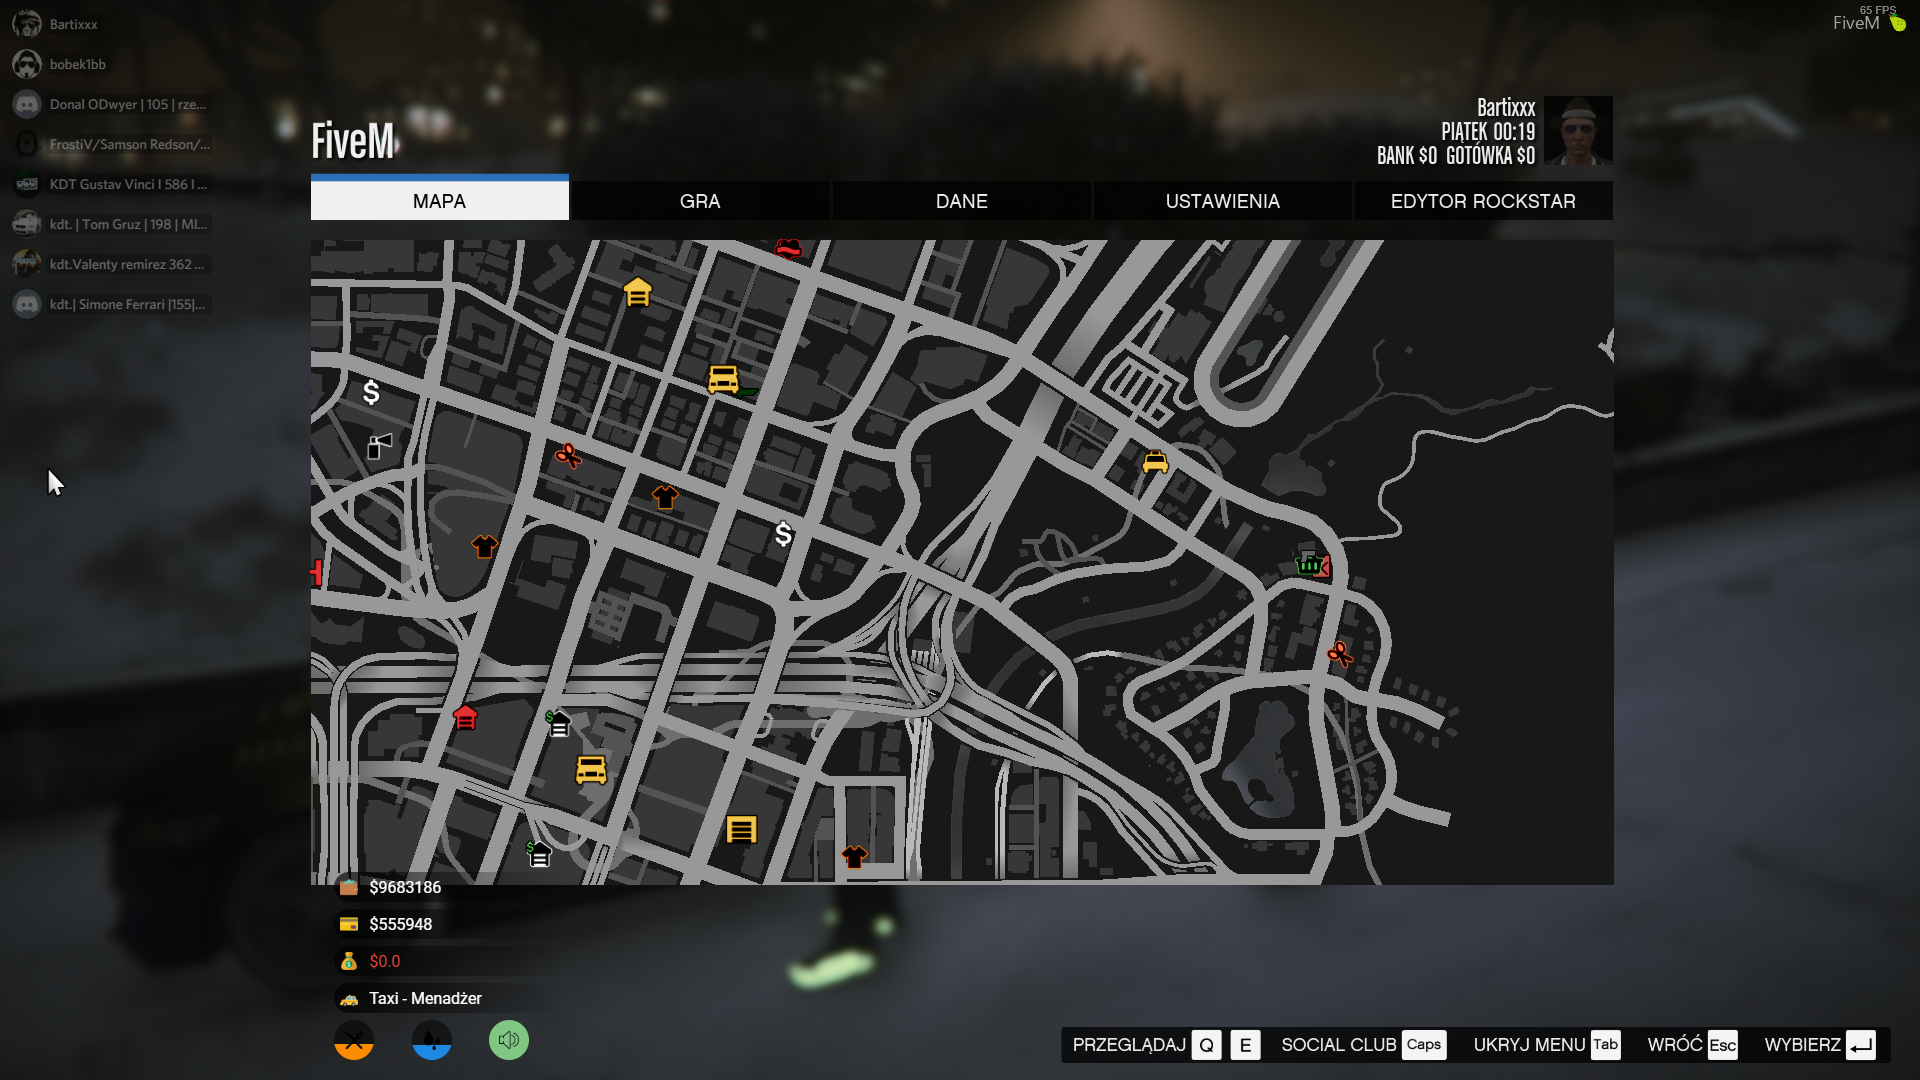 Bartixxx
bobek1bb
Donal ODwyer | 105 | rze...
FrostiV/Samson Redson/...
KDT Gustav Vinci I 586 I ...
kdt. | Tom Gruz | 198 | MI...
kdt.Valenty remirez 362 ...
kdt.| Simone Ferrari |155|...
65 FPS
FiveM
FiveM
Bartixxx
PIĄTEK 00:19
BANK $0 GOTÓWKA $0
MAPA
GRA
DANE
USTAWIENIA
EDYTOR ROCKSTAR
$9683186
$555948
$0.0
Taxi - Menadżer
PRZEGLĄDAJ Q E SOCIAL CLUB Caps UKRYJ MENU Tab WRÓĆ Esc WYBIERZ